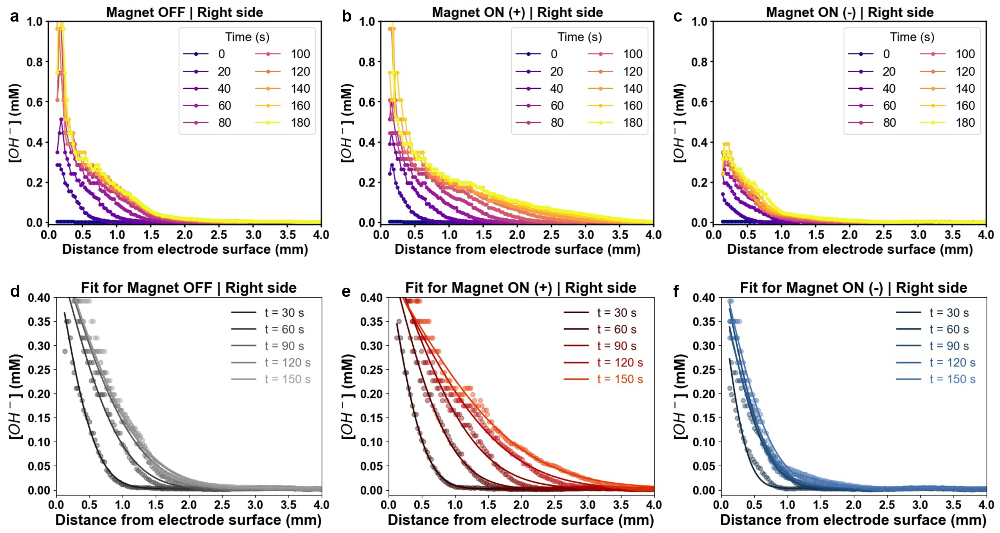 a
Magnet OFF | Right side
1.0
0.8
0.6
0.4
0.2
0.0
[OH⁻] (mM)
Time (s)
0 100
20 120
40 140
60 160
80 180
0.0 0.5 1.0 1.5 2.0 2.5 3.0 3.5 4.0
Distance from electrode surface (mm)
b
Magnet ON (+) | Right side
1.0
0.8
0.6
0.4
0.2
0.0
[OH⁻] (mM)
Time (s)
0 100
20 120
40 140
60 160
80 180
0.0 0.5 1.0 1.5 2.0 2.5 3.0 3.5 4.0
Distance from electrode surface (mm)
c
Magnet ON (-) | Right side
1.0
0.8
0.6
0.4
0.2
0.0
[OH⁻] (mM)
Time (s)
0 100
20 120
40 140
60 160
80 180
0.0 0.5 1.0 1.5 2.0 2.5 3.0 3.5 4.0
Distance from electrode surface (mm)
d
Fit for Magnet OFF | Right side
0.40
0.35
0.30
0.25
0.20
0.15
0.10
0.05
0.00
[OH⁻] (mM)
t = 30 s
t = 60 s
t = 90 s
t = 120 s
t = 150 s
0.0 0.5 1.0 1.5 2.0 2.5 3.0 3.5 4.0
Distance from electrode surface (mm)
e
Fit for Magnet ON (+) | Right side
0.40
0.35
0.30
0.25
0.20
0.15
0.10
0.05
0.00
[OH⁻] (mM)
t = 30 s
t = 60 s
t = 90 s
t = 120 s
t = 150 s
0.0 0.5 1.0 1.5 2.0 2.5 3.0 3.5 4.0
Distance from electrode surface (mm)
f
Fit for Magnet ON (-) | Right side
0.40
0.35
0.30
0.25
0.20
0.15
0.10
0.05
0.00
[OH⁻] (mM)
t = 30 s
t = 60 s
t = 90 s
t = 120 s
t = 150 s
0.0 0.5 1.0 1.5 2.0 2.5 3.0 3.5 4.0
Distance from electrode surface (mm)